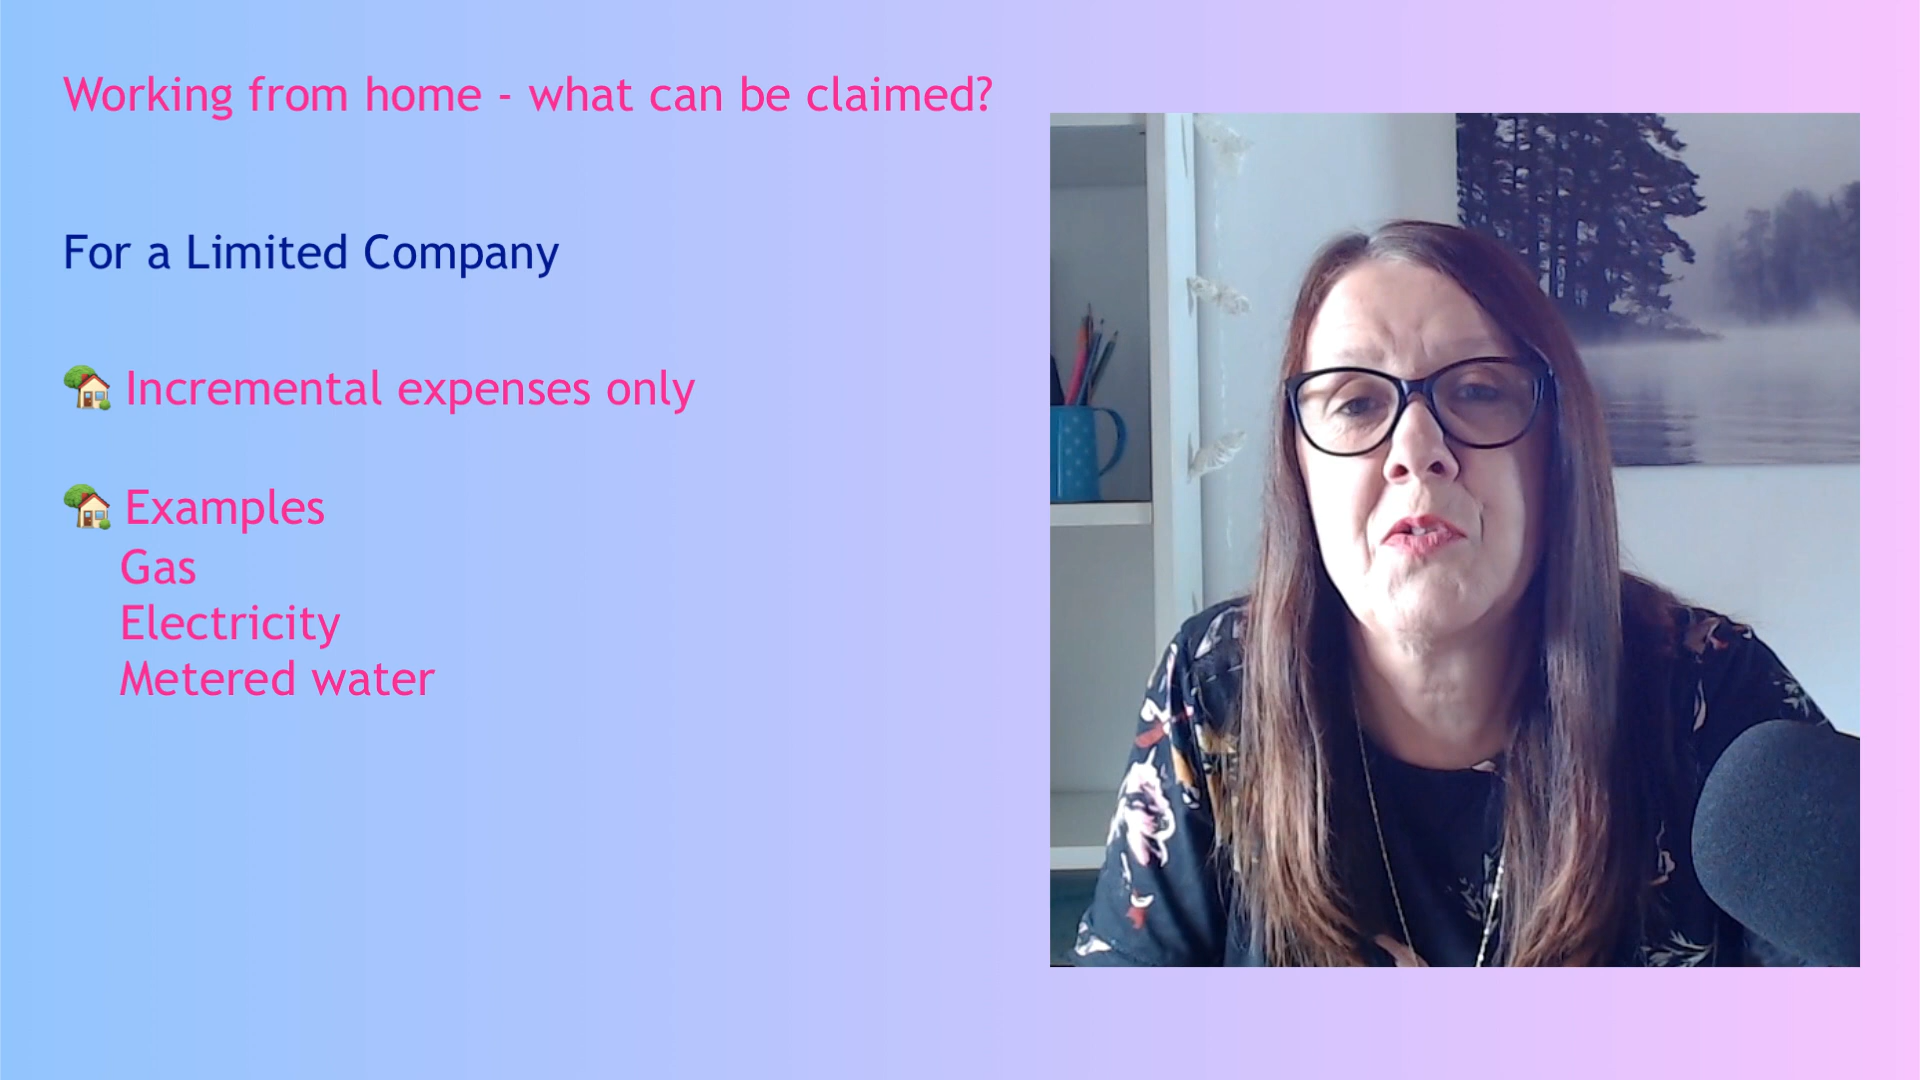 Working from home - what can be claimed?
For a Limited Company
🏡 Incremental expenses only
🏡 Examples
Gas
Electricity
Metered water